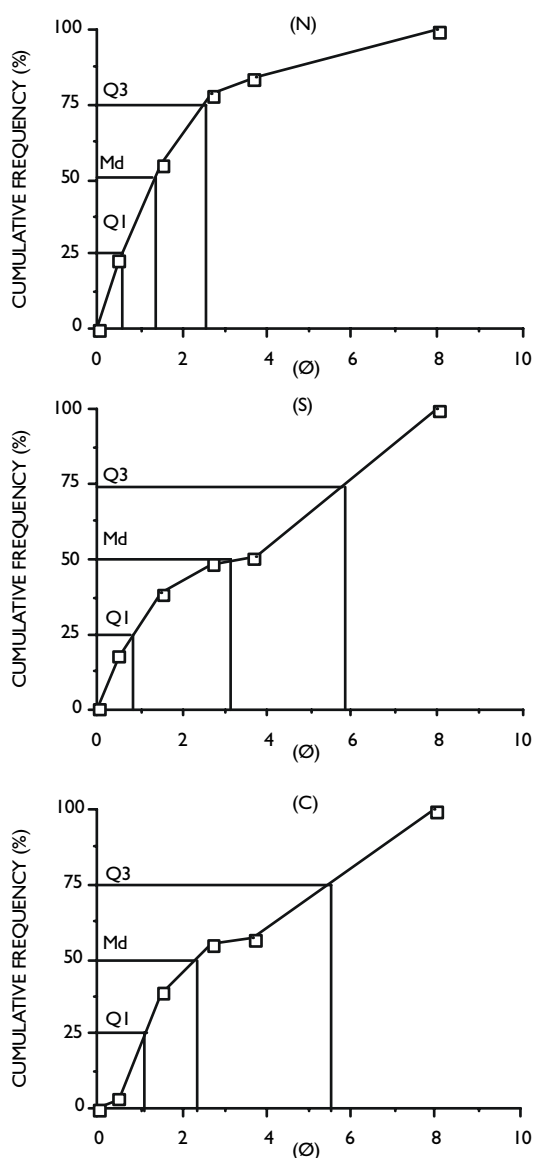 (N)
CUMULATIVE FREQUENCY (%)
100
75
50
25
0
Q3
Md
Q1
0 2 4 6 8 10
(Ø)
(S)
CUMULATIVE FREQUENCY (%)
100
75
50
25
0
Q3
Md
Q1
0 2 4 6 8 10
(Ø)
(C)
CUMULATIVE FREQUENCY (%)
100
75
50
25
0
Q3
Md
Q1
0 2 4 6 8 10
(Ø)